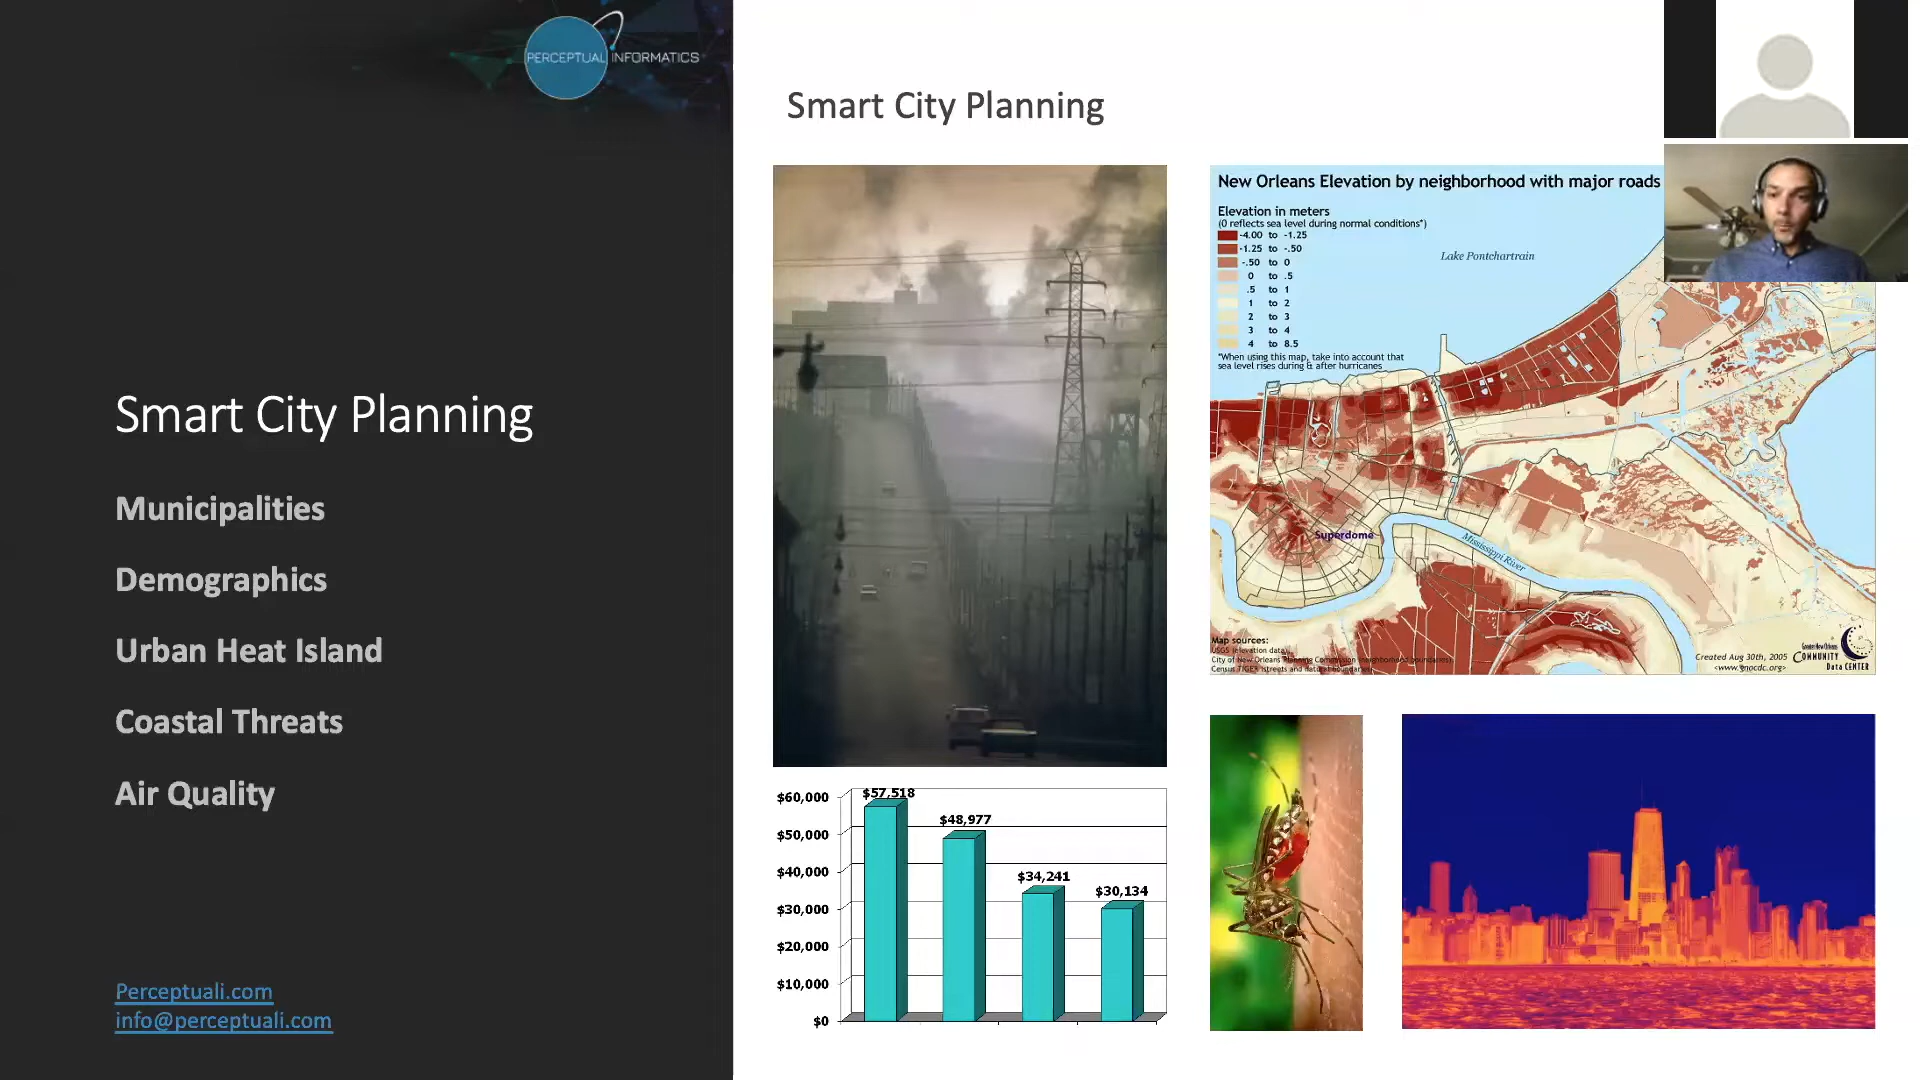 PERCEPTUAL INFORMATICS
Smart City Planning
Municipalities
Demographics
Urban Heat Island
Coastal Threats
Air Quality
Perceptuali.com
info@perceptuali.com
Smart City Planning
New Orleans Elevation by neighborhood with major roads
Elevation in meters
(0 reflects sea level during normal conditions*)
-4.00 to -1.25
-1.25 to -.50
-.50 to 0
0 to .5
.5 to 1
1 to 2
2 to 3
3 to 4
4 to 8.5
*When using this map, take into account that
sea level rises during & after hurricanes
Lake Pontchartrain
Superdome
Mississippi River
Map sources:
USGS (elevation data),
City of New Orleans Planning Commission (neighborhood boundaries),
Census TIGER (streets and natural boundaries)
Created Aug 30th, 2005
<www.gnocdc.org>
Greater New Orleans
COMMUNITY
Data CENTER
$60,000
$50,000
$40,000
$30,000
$20,000
$10,000
$0
$57,518
$48,977
$34,241
$30,134